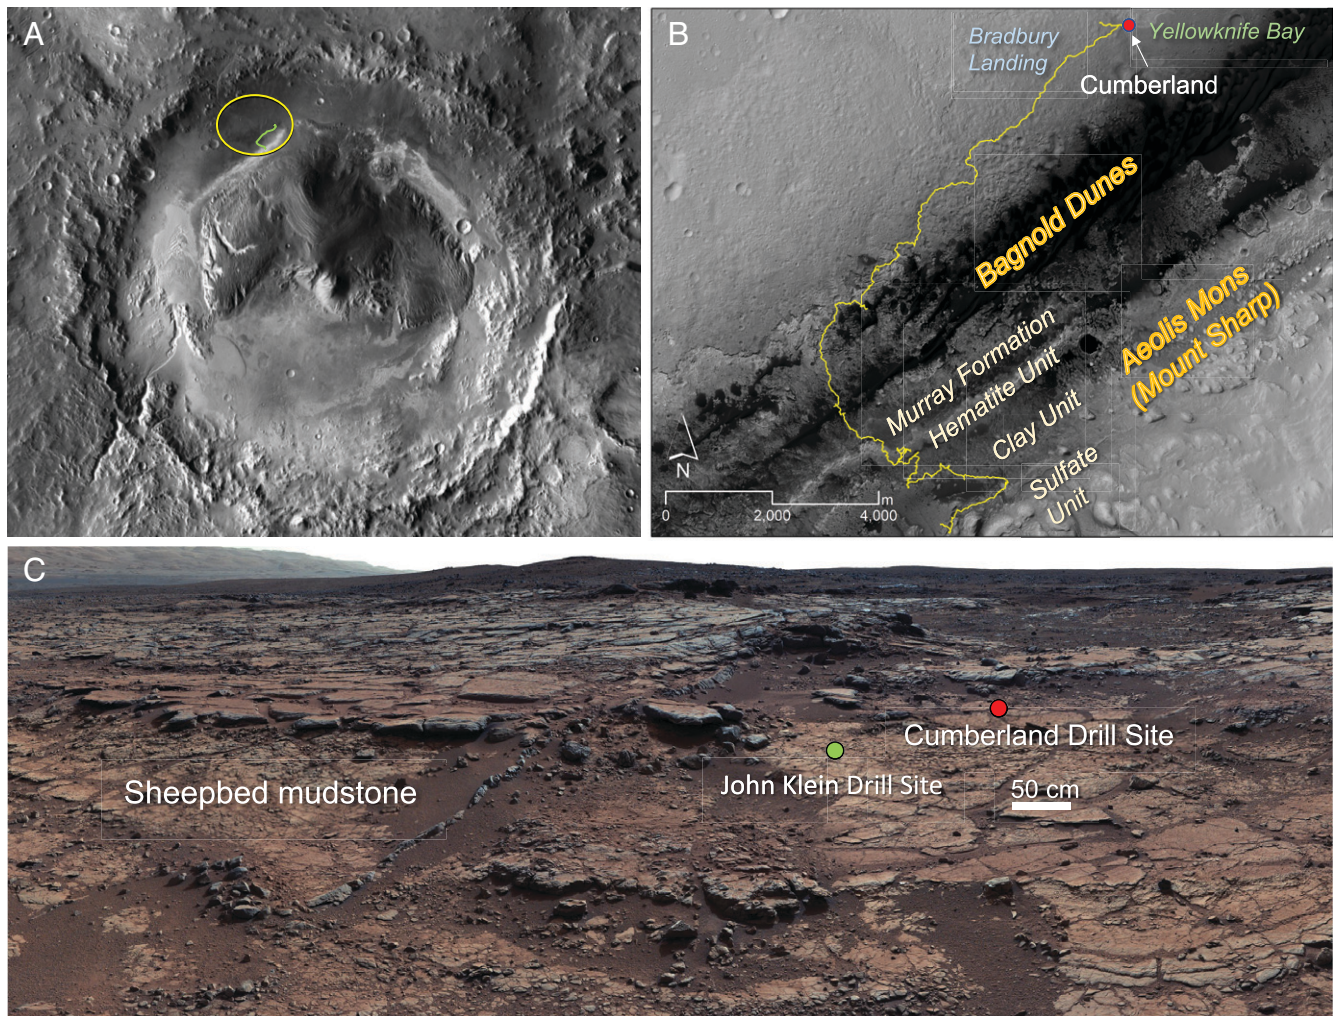 A
B
Bradbury
Landing
Yellowknife Bay
Cumberland
Bagnold Dunes
Aeolis Mons
(Mount Sharp)
Murray Formation
Hematite Unit
Clay Unit
Sulfate
Unit
N
m
0
2,000
4,000
C
Cumberland Drill Site
John Klein Drill Site
50 cm
Sheepbed mudstone